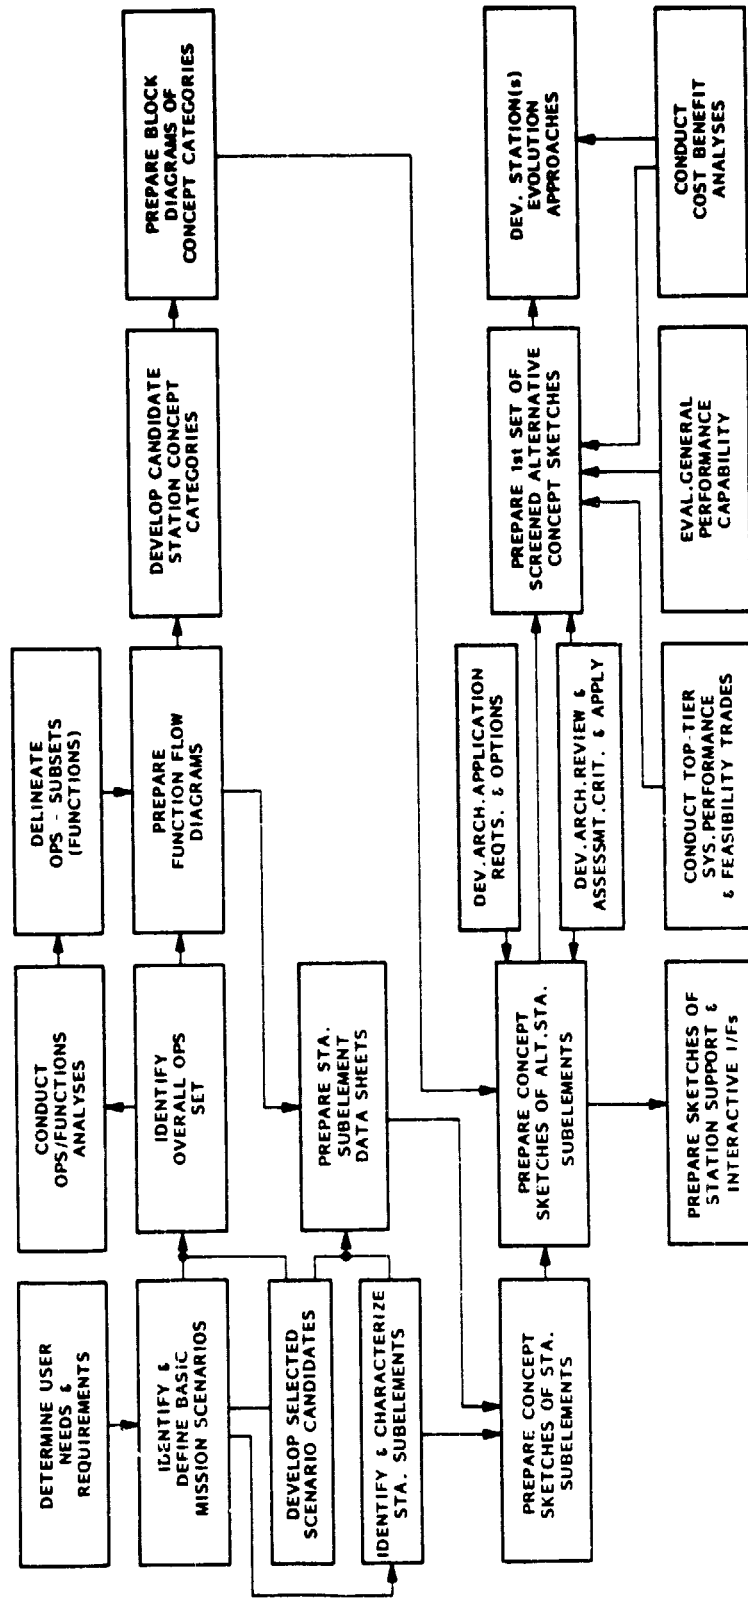 DETERMINE USER
NEEDS &
REQUIREMENTS
CONDUCT
OPS/FUNCTIONS
ANALYSES
DELINEATE
OPS - SUBSETS
(FUNCTIONS)
IDENTIFY &
DEFINE BASIC
MISSION SCENARIOS
IDENTIFY
OVERALL OPS
SET
PREPARE
FUNCTION FLOW
DIAGRAMS
DEVELOP CANDIDATE
STATION CONCEPT
CATEGORIES
PREPARE BLOCK
DIAGRAMS OF
CONCEPT CATEGORIES
DEVELOP SELECTED
SCENARIO CANDIDATES
PREPARE STA.
SUBELEMENT
DATA SHEETS
IDENTIFY & CHARACTERIZE
STA. SUBELEMENTS
DEV.ARCH.APPLICATION
REQTS. & OPTIONS
PREPARE CONCEPT
SKETCHES OF STA.
SUBELEMENTS
PREPARE CONCEPT
SKETCHES OF ALT.STA.
SUBELEMENTS
PREPARE 1st SET OF
SCREENED ALTERNATIVE
CONCEPT SKETCHES
DEV. STATION(s)
EVOLUTION
APPROACHES
DEV.ARCH.REVIEW &
ASSESSMT.CRIT. & APPLY
PREPARE SKETCHES OF
STATION SUPPORT &
INTERACTIVE I/Fs
CONDUCT TOP-TIER
SYS.PERFORMANCE
& FEASIBILITY TRADES
EVAL.GENERAL
PERFORMANCE
CAPABILITY
CONDUCT
COST BENEFIT
ANALYSES